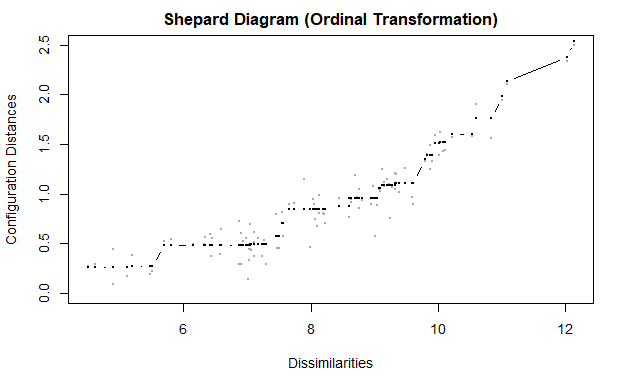 Shepard Diagram (Ordinal Transformation)
Configuration Distances
2.5
2.0
1.5
1.0
0.5
0.0
6 8 10 12
Dissimilarities